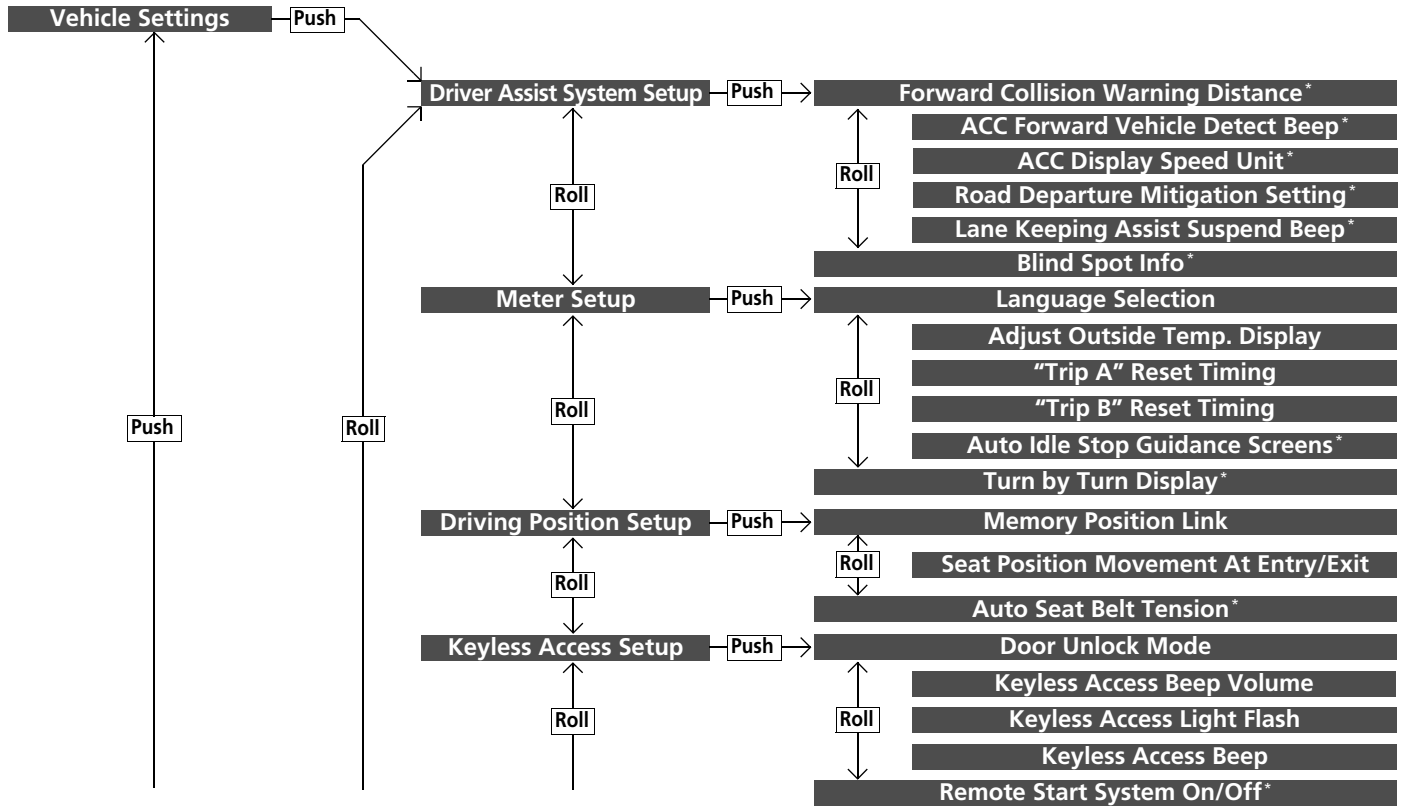 Vehicle Settings
Push
Driver Assist System Setup
Push
Forward Collision Warning Distance*
ACC Forward Vehicle Detect Beep*
ACC Display Speed Unit*
Roll
Roll
Road Departure Mitigation Setting*
Lane Keeping Assist Suspend Beep*
Blind Spot Info*
Meter Setup
Push
Language Selection
Adjust Outside Temp. Display
“Trip A” Reset Timing
Roll
Roll
“Trip B” Reset Timing
Push
Roll
Auto Idle Stop Guidance Screens*
Turn by Turn Display*
Driving Position Setup
Push
Memory Position Link
Roll
Roll
Seat Position Movement At Entry/Exit
Auto Seat Belt Tension*
Keyless Access Setup
Push
Door Unlock Mode
Keyless Access Beep Volume
Roll
Roll
Keyless Access Light Flash
Keyless Access Beep
Remote Start System On/Off*